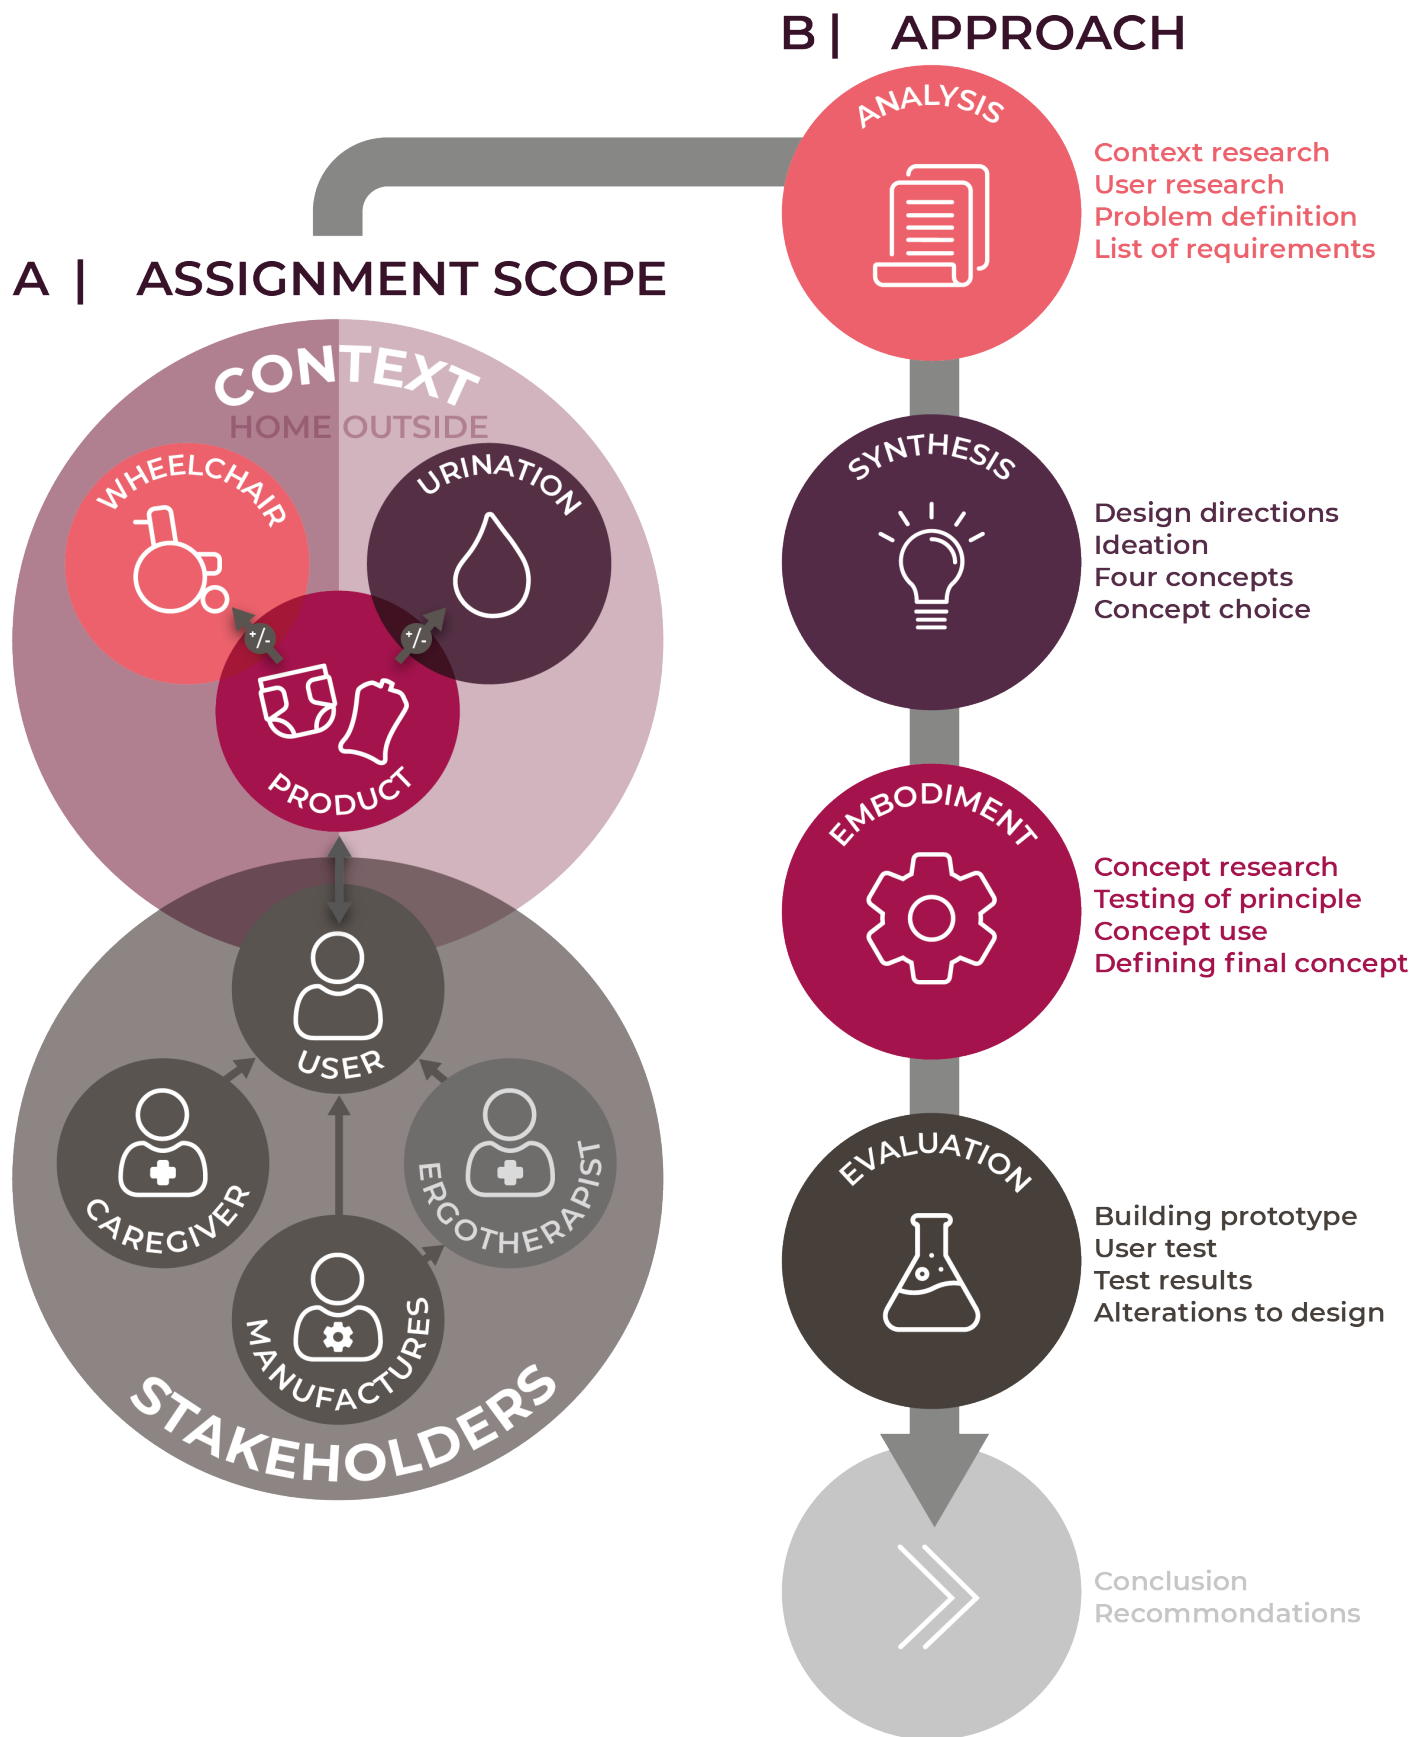 B | APPROACH
ANALYSIS
Context research
User research
Problem definition
List of requirements
A | ASSIGNMENT SCOPE
CONTEXT
HOME OUTSIDE
WHEELCHAIR
URINATION
+/-
+/-
PRODUCT
SYNTHESIS
Design directions
Ideation
Four concepts
Concept choice
EMBODIMENT
Concept research
Testing of principle
Concept use
Defining final concept
USER
CAREGIVER
ERGOTHERAPIST
MANUFACTURES
STAKEHOLDERS
EVALUATION
Building prototype
User test
Test results
Alterations to design
Conclusion
Recommondations